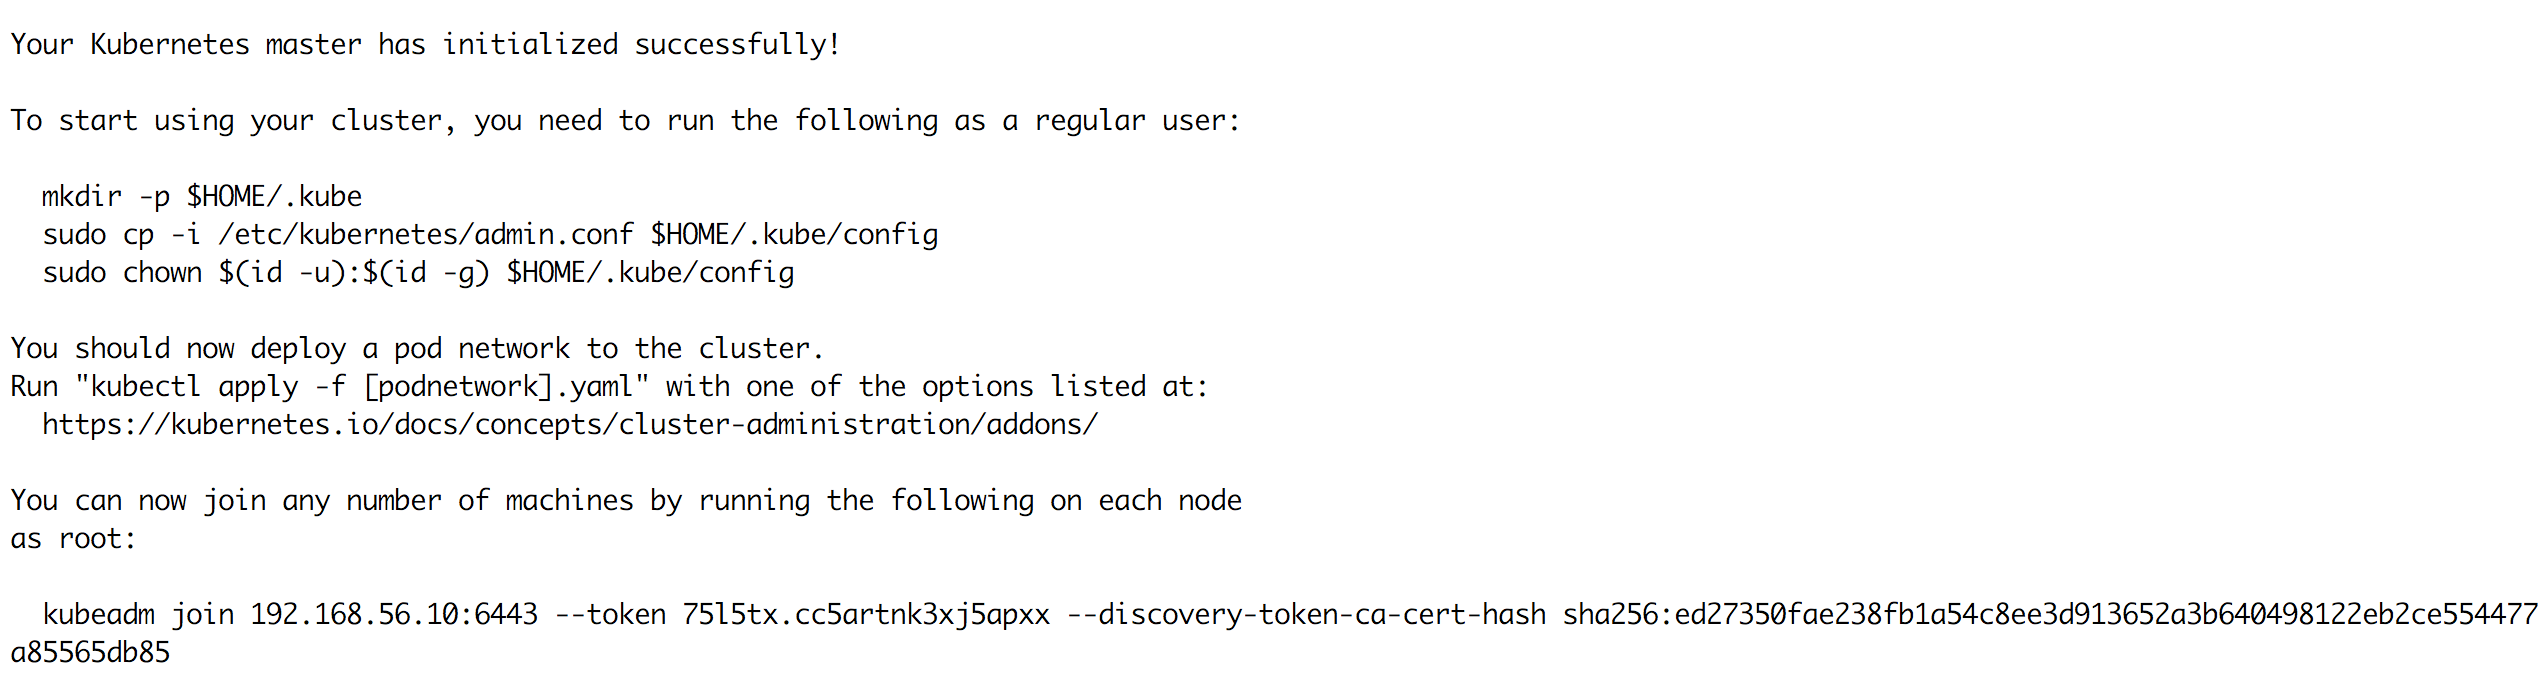 Your Kubernetes master has initialized successfully!
To start using your cluster, you need to run the following as a regular user:
mkdir -p $HOME/.kube
sudo cp -i /etc/kubernetes/admin.conf $HOME/.kube/config
sudo chown $(id -u):$(id -g) $HOME/.kube/config
You should now deploy a pod network to the cluster.
Run "kubectl apply -f [podnetwork].yaml" with one of the options listed at:
https://kubernetes.io/docs/concepts/cluster-administration/addons/
You can now join any number of machines by running the following on each node
as root:
kubeadm join 192.168.56.10:6443 --token 75l5tx.cc5artnk3xj5apxx --discovery-token-ca-cert-hash sha256:ed27350fae238fb1a54c8ee3d913652a3b640498122eb2ce554477
a85565db85